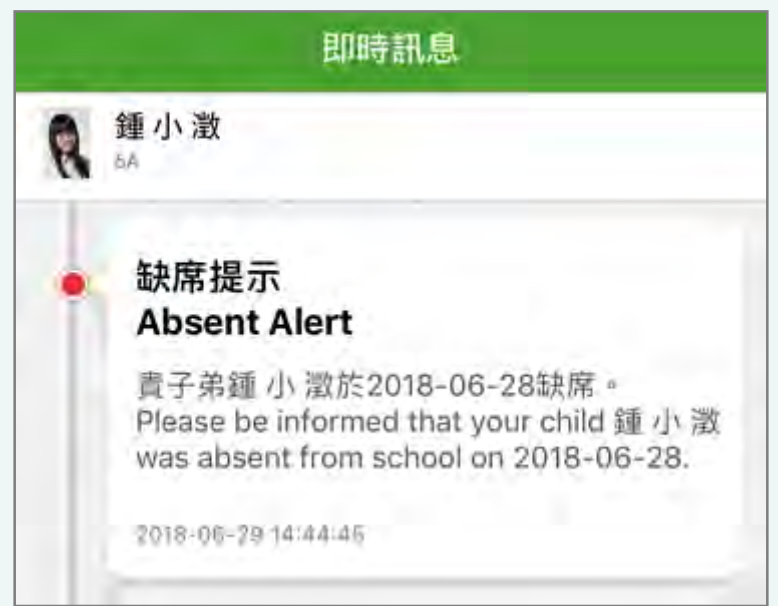 即時訊息
鍾 小 澂
6A
缺席提示
Absent Alert
貴子弟鍾 小 澂於2018-06-28缺席。
Please be informed that your child 鍾 小 澂
was absent from school on 2018-06-28.
2018-06-29 14:44:46